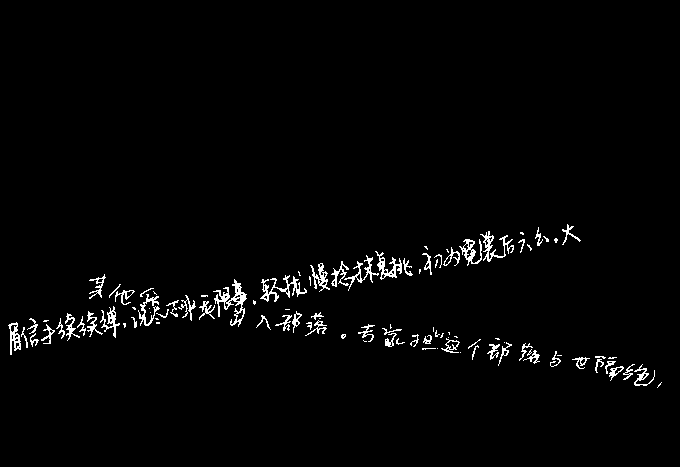 眉信手续续弹,说尽心中无限事,轻拢慢捻抹复挑,初为霓裳后六幺。大
其他
入部落。专家担心这个部落与世隔绝,